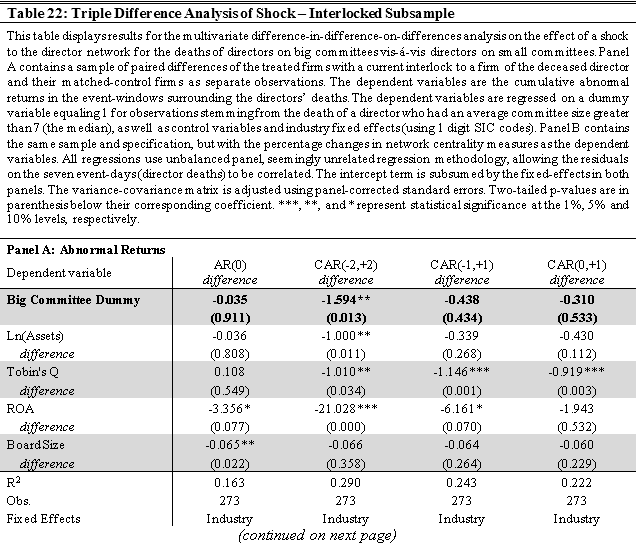 Table 22: Triple Difference Analysis of Shock – Interlocked Subsample
This table displays results for the multivariate difference-in-difference-on-differences analysis on the effect of a shock
to the director network for the deaths of directors on big committees vis-á-vis directors on small committees. Panel
A contains a sample of paired differences of the treated firms with a current interlock to a firm of the deceased director
and their matched-control firms as separate observations. The dependent variables are the cumulative abnormal
returns in the event-windows surrounding the directors' deaths. The dependent variables are regressed on a dummy
variable equaling 1 for observations stemming from the death of a director who had an average committee size greater
than 7 (the median), as well as control variables and industry fixed effects (using 1 digit SIC codes). Panel B contains
the same sample and specification, but with the percentage changes in network centrality measures as the dependent
variables. All regressions use unbalanced panel, seemingly unrelated regression methodology, allowing the residuals
on the seven event-days (director deaths) to be correlated. The intercept term is subsumed by the fixed-effects in both
panels. The variance-covariance matrix is adjusted using panel-corrected standard errors. Two-tailed p-values are in
parenthesis below their corresponding coefficient. ***, **, and * represent statistical significance at the 1%, 5% and
10% levels, respectively.
Panel A: Abnormal Returns
Dependent variable AR(0) CAR(-2,+2) CAR(-1,+1) CAR(0,+1)
difference difference difference difference
Big Committee Dummy -0.035 -1.594** -0.438 -0.310
(0.911) (0.013) (0.434) (0.533)
Ln(Assets) -0.036 -1.000** -0.339 -0.430
difference (0.808) (0.011) (0.268) (0.112)
Tobin's Q 0.108 -1.010** -1.146*** -0.919***
difference (0.549) (0.034) (0.001) (0.003)
ROA -3.356* -21.028*** -6.161* -1.943
difference (0.077) (0.000) (0.070) (0.532)
Board Size -0.065** -0.066 -0.064 -0.060
difference (0.022) (0.358) (0.264) (0.229)
R2 0.163 0.290 0.243 0.222
Obs. 273 273 273 273
Fixed Effects Industry Industry Industry Industry
(continued on next page)